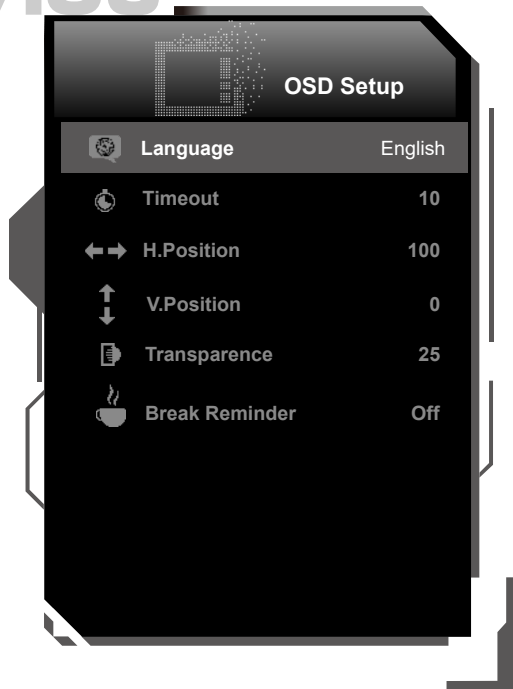 OSD Setup
Language English
Timeout 10
H.Position 100
V.Position 0
Transparence 25
Break Reminder Off